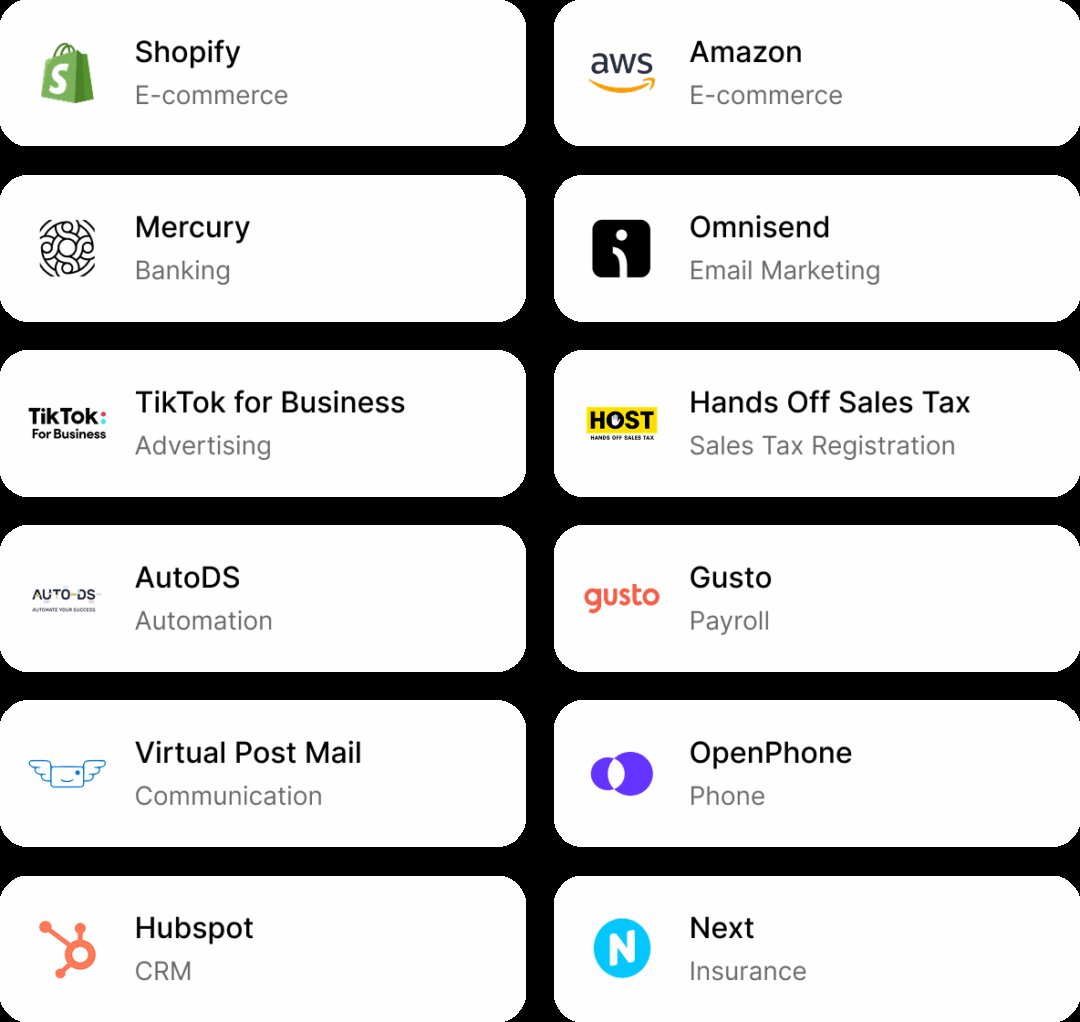 Shopify
E-commerce
aws
Amazon
E-commerce
Mercury
Banking
Omnisend
Email Marketing
TikTok:
For Business
TikTok for Business
Advertising
HOST
HANDS OFF SALES TAX
Hands Off Sales Tax
Sales Tax Registration
AUTO-DS
AUTOMATE YOUR SUCCESS
AutoDS
Automation
gusto
Gusto
Payroll
Virtual Post Mail
Communication
OpenPhone
Phone
Hubspot
CRM
N
Next
Insurance